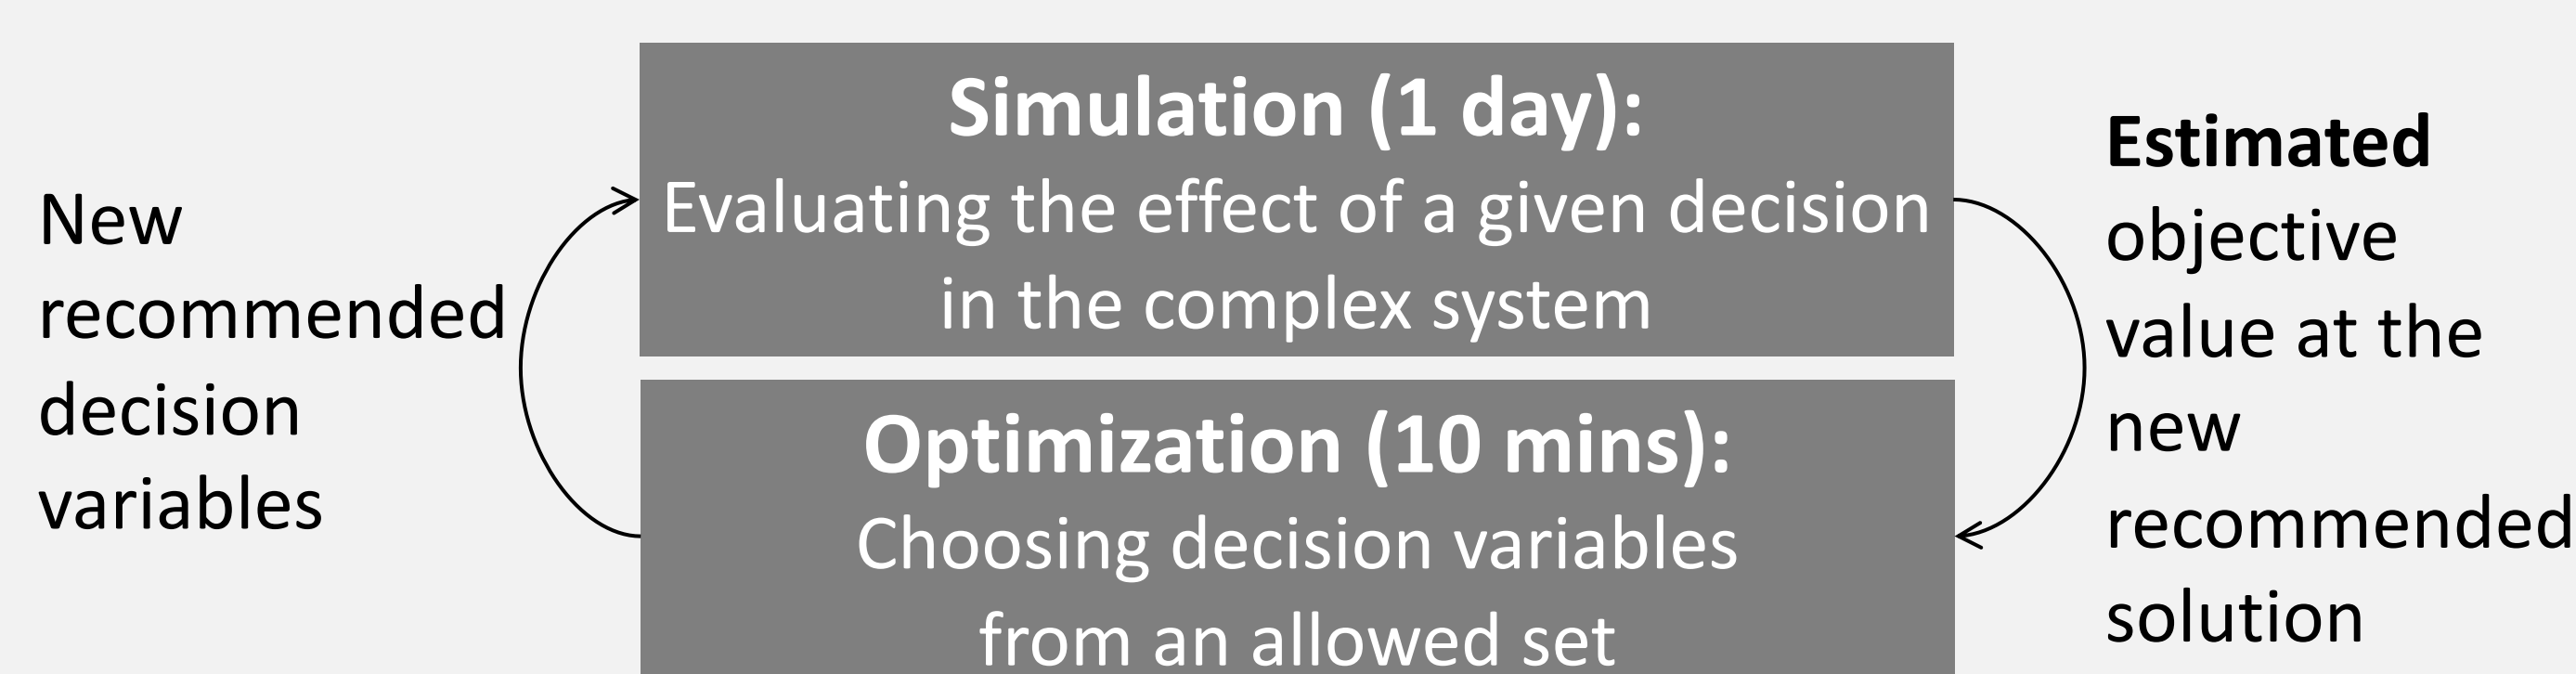 New
recommended
decision
variables
Simulation (1 day):
Evaluating the effect of a given decision
in the complex system
Optimization (10 mins):
Choosing decision variables
from an allowed set
Estimated
objective
value at the
new
recommended
solution